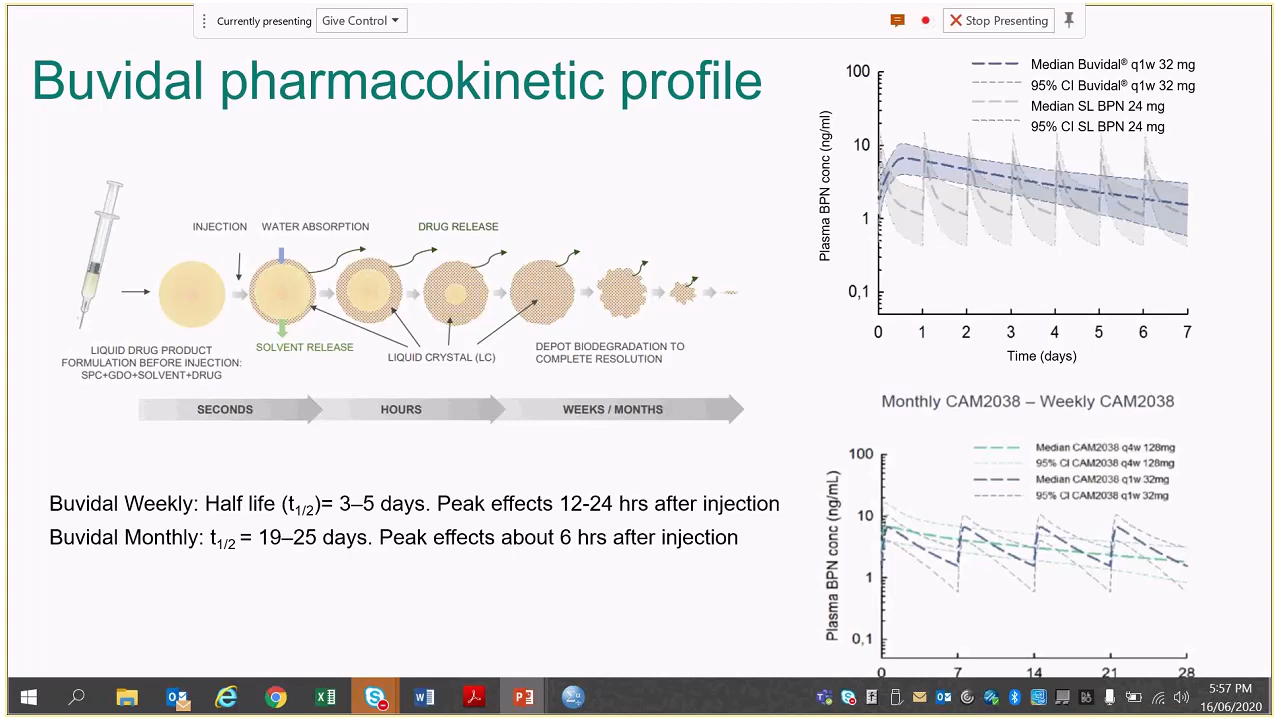 Currently presenting
Give Control
Stop Presenting
Buvidal pharmacokinetic profile
INJECTION
WATER ABSORPTION
DRUG RELEASE
LIQUID DRUG PRODUCT
FORMULATION BEFORE INJECTION:
SPC+GDO+SOLVENT+DRUG
SOLVENT RELEASE
LIQUID CRYSTAL (LC)
DEPOT BIODEGRADATION TO
COMPLETE RESOLUTION
SECONDS
HOURS
WEEKS / MONTHS
Buvidal Weekly: Half life (t1/2)= 3–5 days. Peak effects 12-24 hrs after injection
Buvidal Monthly: t1/2 = 19–25 days. Peak effects about 6 hrs after injection
Median Buvidal® q1w 32 mg
95% CI Buvidal® q1w 32 mg
Median SL BPN 24 mg
95% CI SL BPN 24 mg
Plasma BPN conc (ng/ml)
100
10
1
0,1
0 1 2 3 4 5 6 7
Time (days)
Monthly CAM2038 – Weekly CAM2038
Median CAM2038 q4w 128mg
95% CI CAM2038 q4w 128mg
Median CAM2038 q1w 32mg
95% CI CAM2038 q1w 32mg
Plasma BPN conc (ng/mL)
100
10
1
0,1
0 7 14 21 28
5:57 PM
16/06/2020